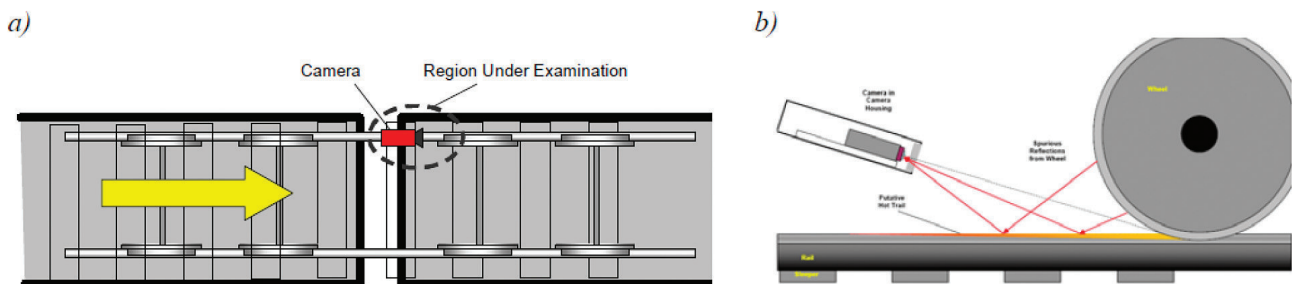 a)
Camera
Region Under Examination
b)
Camera in
Camera
Housing
Wheel
Spurious
Reflections
from Wheel
Putative
Hot Trail
Rail
Sleeper